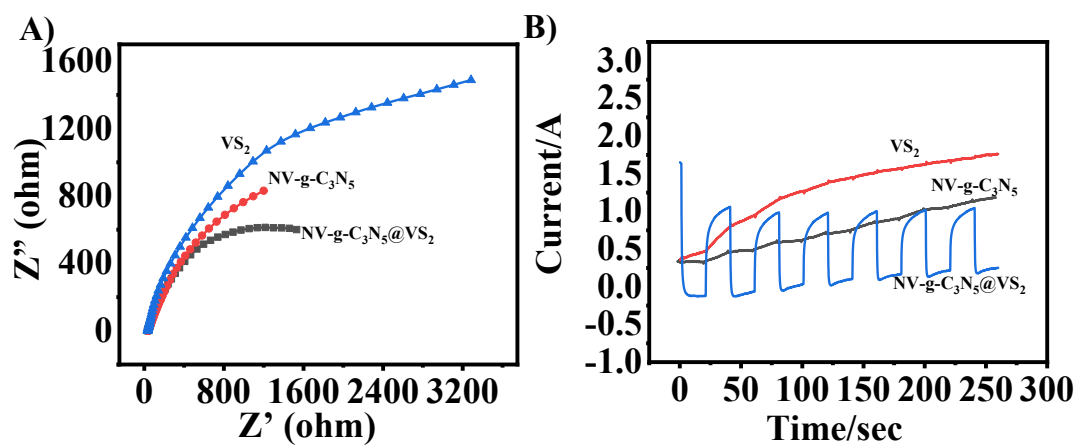 A)
1600
1200
800
400
0
Z” (ohm)
VS2
NV-g-C3N5
NV-g-C3N5@VS2
0 800 1600 2400 3200
Z’ (ohm)
B)
3.0
2.5
2.0
1.5
1.0
0.5
0.0
-0.5
-1.0
Current/A
VS2
NV-g-C3N5
NV-g-C3N5@VS2
0 50 100 150 200 250 300
Time/sec